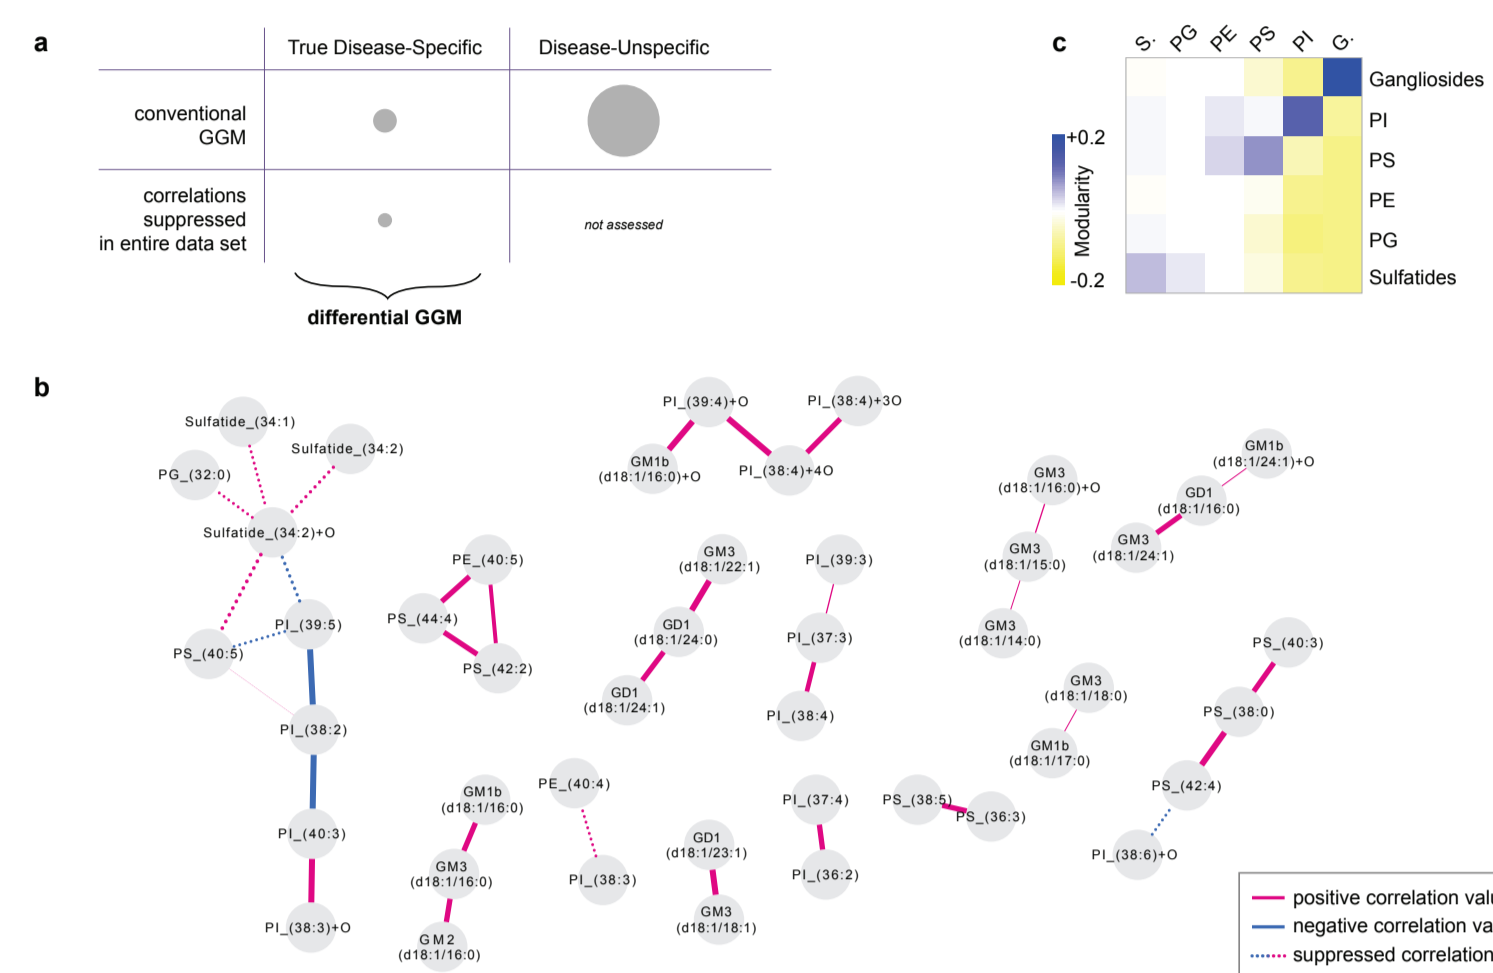 a
True Disease-Specific
Disease-Unspecific
conventional
GGM
correlations
suppressed
in entire data set
not assessed
differential GGM
c
S.
PG
PE
PS
PI
G.
Gangliosides
PI
PS
PE
PG
Sulfatides
+0.2
Modularity
-0.2
b
Sulfatide_(34:1)
Sulfatide_(34:2)
PG_(32:0)
Sulfatide_(34:2)+O
PI_(39:5)
PS_(40:5)
PI_(38:2)
PI_(40:3)
PI_(38:3)+O
PE_(40:5)
PS_(44:4)
PS_(42:2)
GM1b
(d18:1/16:0)
GM3
(d18:1/16:0)
GM2
(d18:1/16:0)
PE_(40:4)
PI_(38:3)
PI_(39:4)+O
PI_(38:4)+3O
GM1b
(d18:1/16:0)+O
PI_(38:4)+4O
GM3
(d18:1/22:1)
GD1
(d18:1/24:0)
GD1
(d18:1/24:1)
PI_(39:3)
PI_(37:3)
PI_(38:4)
GD1
(d18:1/23:1)
GM3
(d18:1/18:1)
PI_(37:4)
PI_(36:2)
PS_(38:5)
PS_(36:3)
GM3
(d18:1/16:0)+O
GM3
(d18:1/15:0)
GM3
(d18:1/14:0)
GM1b
(d18:1/24:1)+O
GD1
(d18:1/16:0)
GM3
(d18:1/24:1)
GM3
(d18:1/18:0)
GM1b
(d18:1/17:0)
PS_(40:3)
PS_(38:0)
PS_(42:4)
PI_(38:6)+O
positive correlation valu
negative correlation va
suppressed correlation